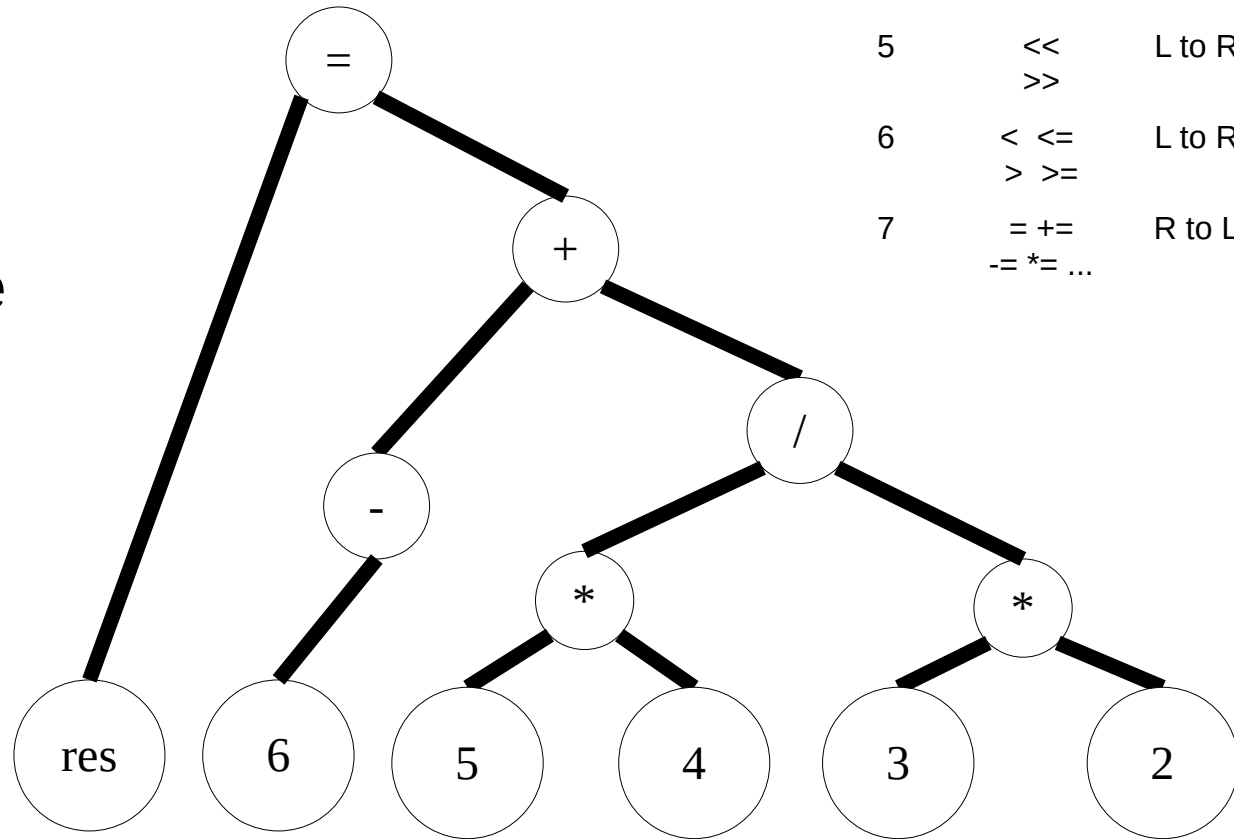 5 << L to R
>>
6 < <= L to R
> >=
7 = += R to L
-= *= ...
e
=
+
/
-
*
*
res
6
5
4
3
2